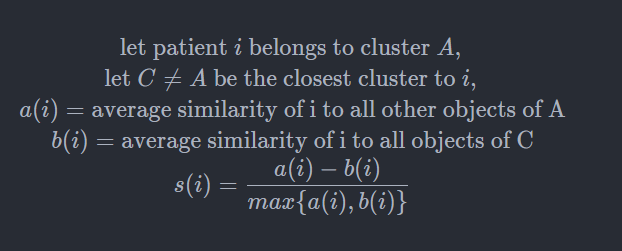 let patient i belongs to cluster A,
let C ≠ A be the closest cluster to i,
a(i) = average similarity of i to all other objects of A
b(i) = average similarity of i to all objects of C
s(i) = \frac{a(i) − b(i)}{max{a(i), b(i)}}